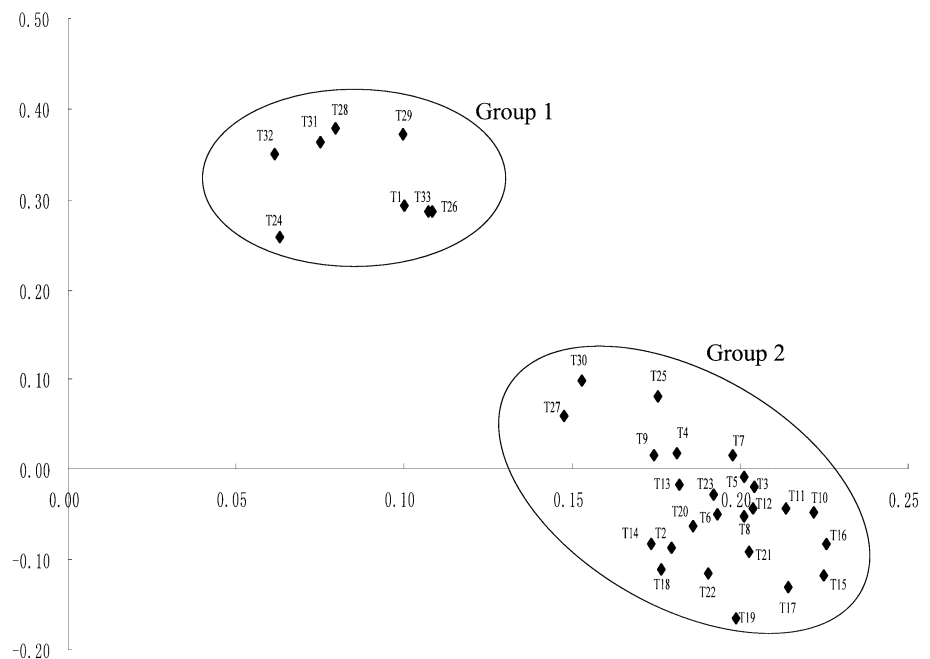 0.50
0.40
Group 1
T28
T29
T31
T32
0.30
T1
T33
T26
T24
0.20
Group 2
T30
0.10
T25
T27
T4
T9
T7
0.00
T13
T23
T5
T3
0.00
0.05
0.10
0.15
0.20
0.25
T12
T11
T10
T20
T6
T8
T14
T2
T16
-0.10
T21
T18
T22
T15
T17
T19
-0.20